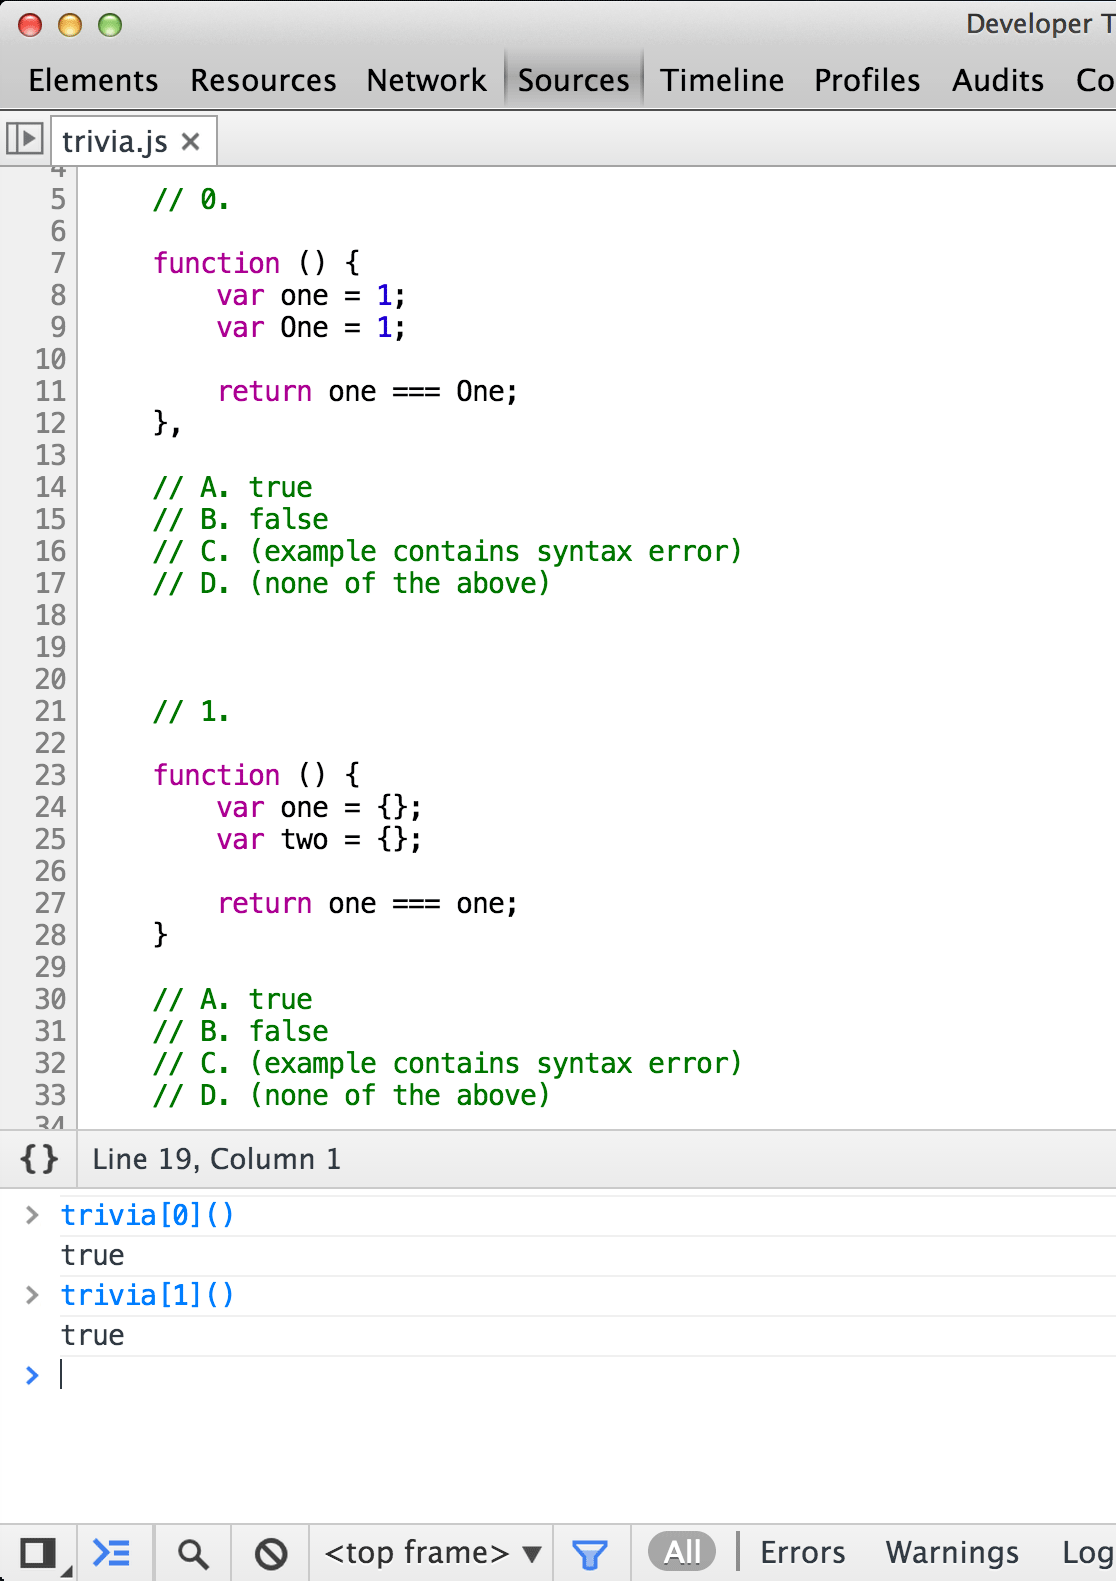 Developer T
Elements Resources Network Sources Timeline Profiles Audits Co
trivia.js ×
4
5 // 0.
6
7 function () {
8 var one = 1;
9 var One = 1;
10
11 return one === One;
12 },
13
14 // A. true
15 // B. false
16 // C. (example contains syntax error)
17 // D. (none of the above)
18
19
20
21 // 1.
22
23 function () {
24 var one = {};
25 var two = {};
26
27 return one === one;
28 }
29
30 // A. true
31 // B. false
32 // C. (example contains syntax error)
33 // D. (none of the above)
34
{} Line 19, Column 1
> trivia[0]()
true
> trivia[1]()
true
>
<top frame> ▼ All | Errors Warnings Log